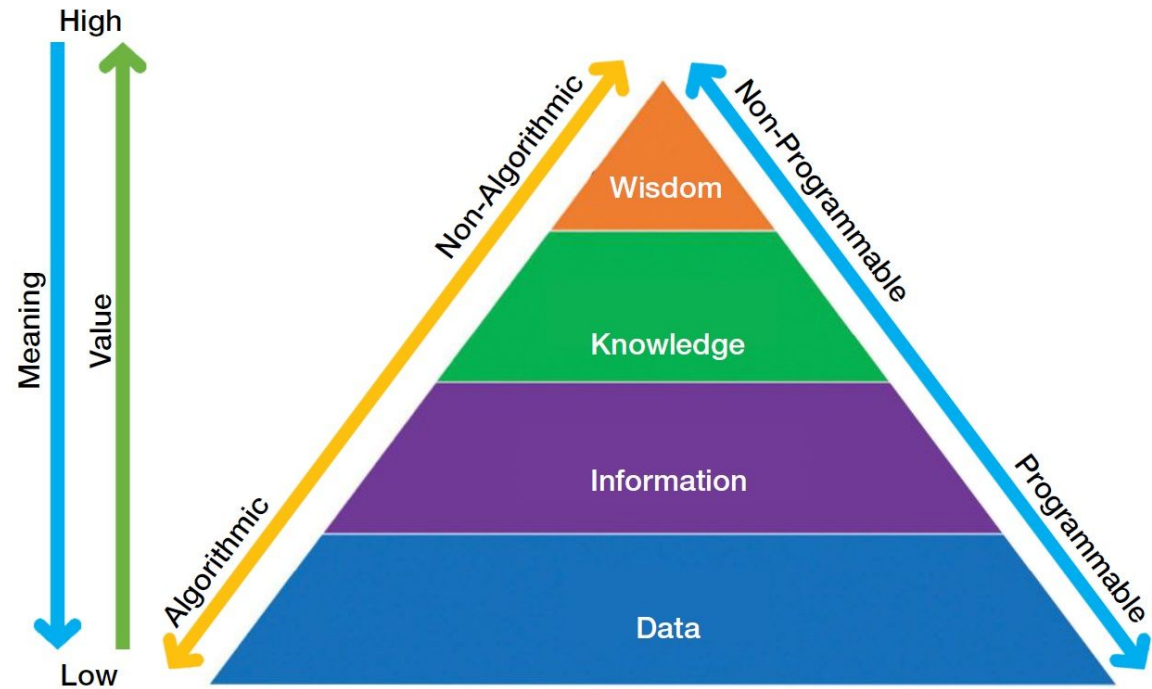 High
Meaning
Value
Low
Non-Algorithmic
Algorithmic
Non-Programmable
Programmable
Wisdom
Knowledge
Information
Data